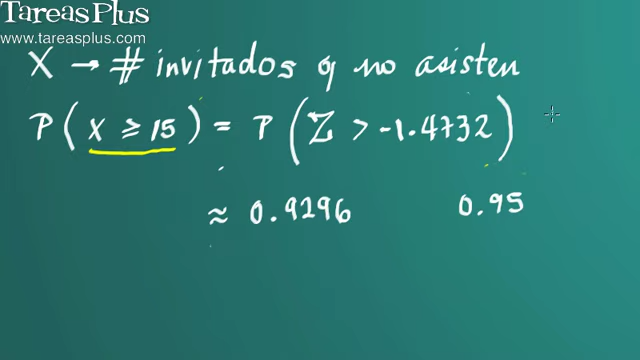 TareasPlus
www.tareasplus.com
X → # invitados q no asisten
P(X ≥ 15) = P(Z > -1.4732)
≈ 0.9296 0.95